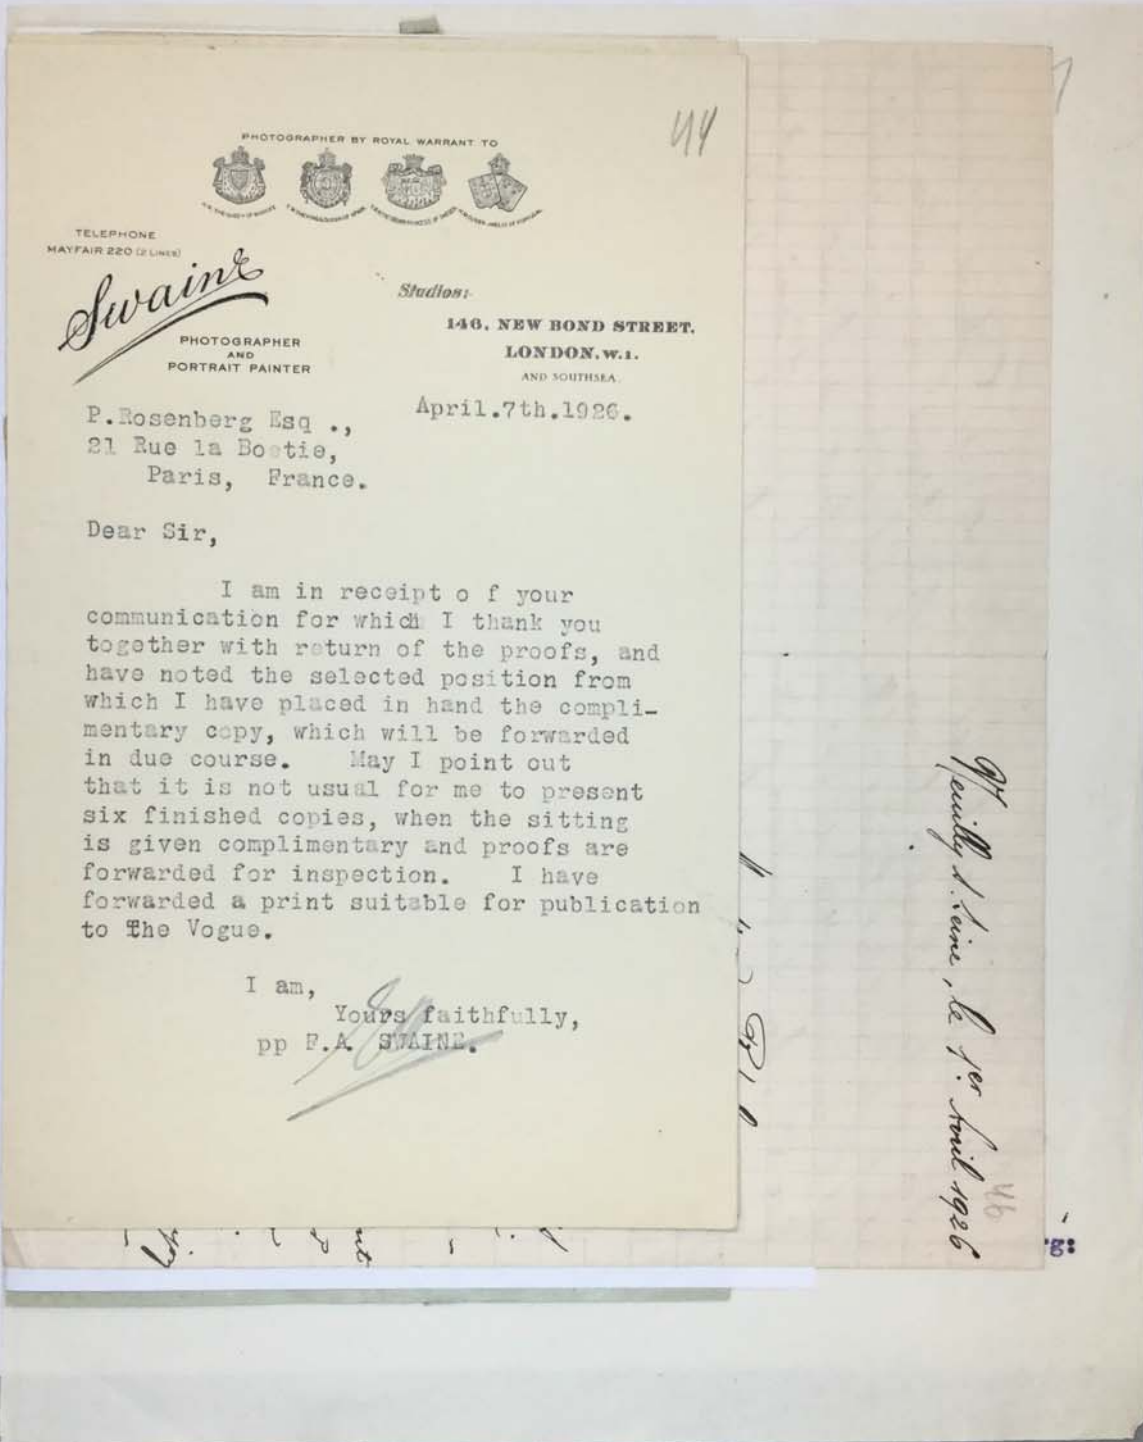 44
PHOTOGRAPHER BY ROYAL WARRANT TO
TELEPHONE
MAYFAIR 220 (2 LINES)
Swaine
PHOTOGRAPHER
AND
PORTRAIT PAINTER
Studios:
146, NEW BOND STREET,
LONDON, W.1.
AND SOUTHSEA.
April.7th.1926.
P.Rosenberg Esq .,
21 Rue la Boetie,
Paris, France.
Dear Sir,
I am in receipt o f your
communication for which I thank you
together with return of the proofs, and
have noted the selected position from
which I have placed in hand the compli-
mentary copy, which will be forwarded
in due course. May I point out
that it is not usual for me to present
six finished copies, when the sitting
is given complimentary and proofs are
forwarded for inspection. I have
forwarded a print suitable for publication
to The Vogue.
I am,
Yours faithfully,
pp F.A. SWAINE.
Neuilly s. Seine, le 1er Avril 1926
46
g: